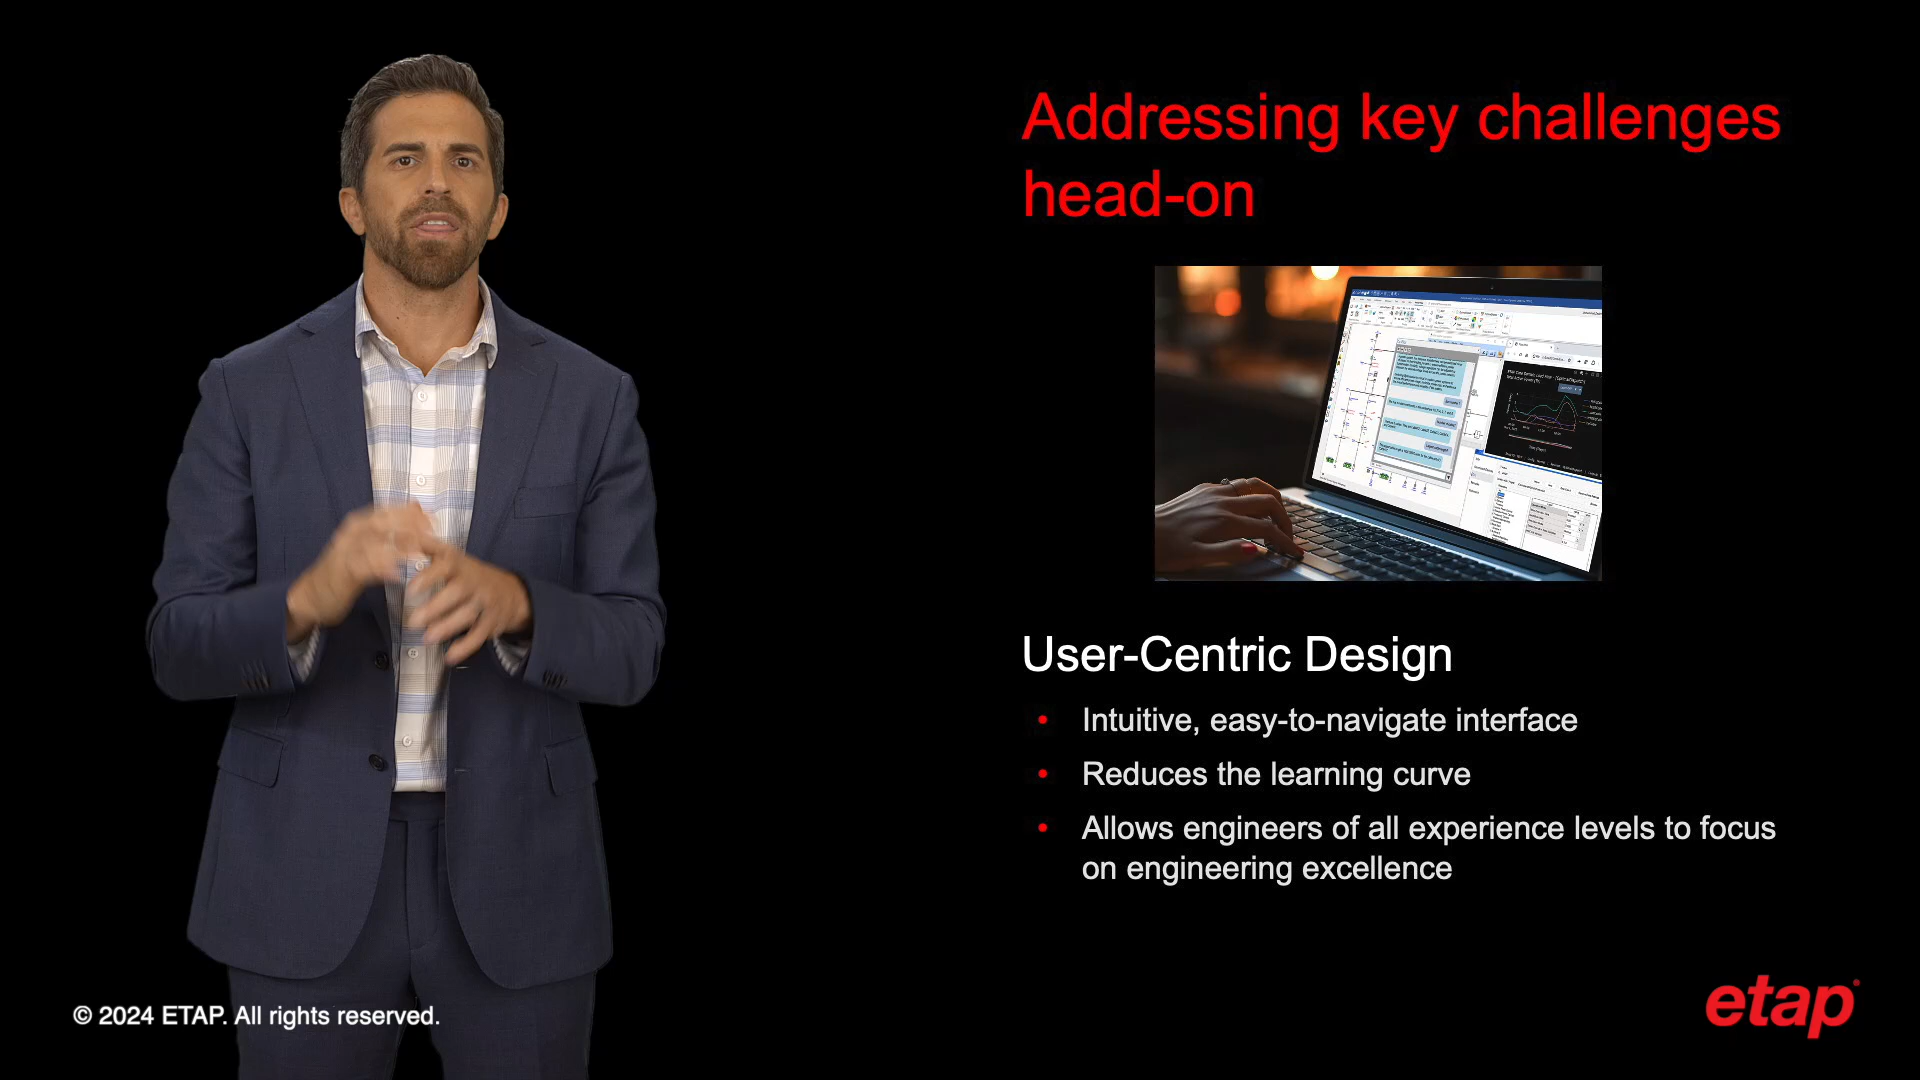 Addressing key challenges
head-on
User-Centric Design
• Intuitive, easy-to-navigate interface
• Reduces the learning curve
• Allows engineers of all experience levels to focus
on engineering excellence
© 2024 ETAP. All rights reserved.
etap